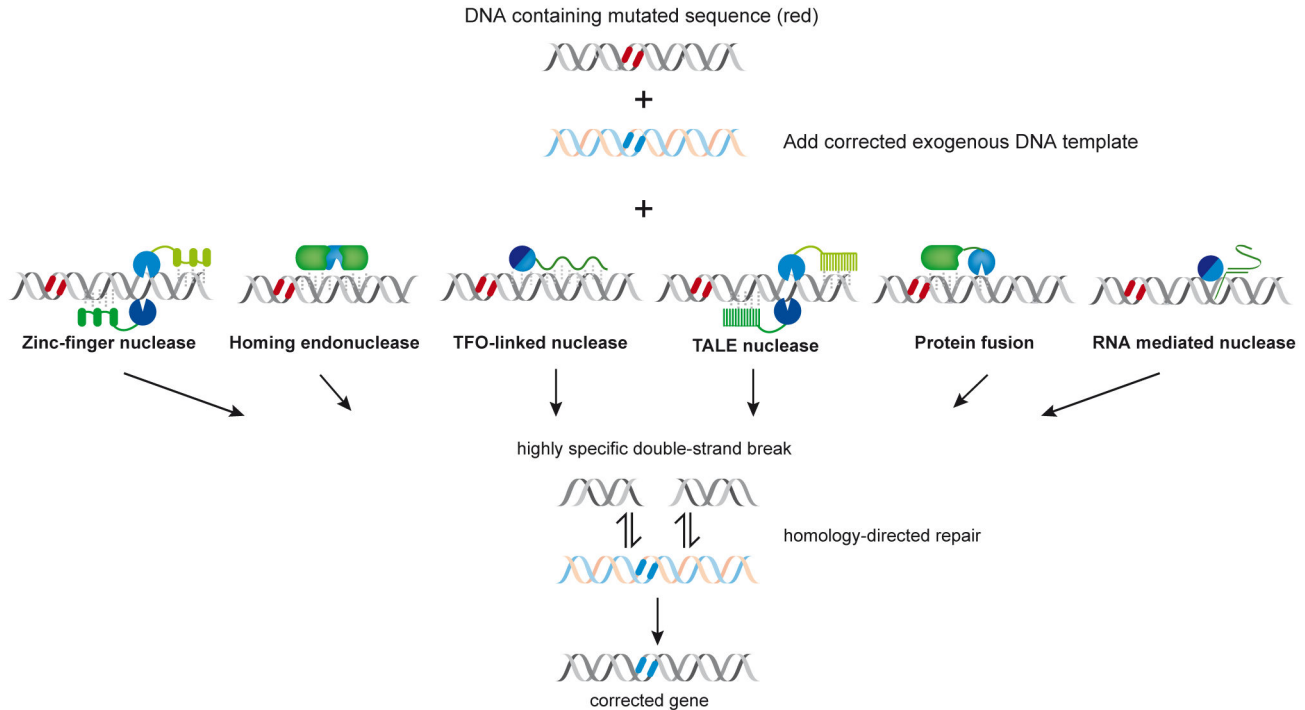 DNA containing mutated sequence (red)
+
Add corrected exogenous DNA template
+
Zinc-finger nuclease
Homing endonuclease
TFO-linked nuclease
TALE nuclease
Protein fusion
RNA mediated nuclease
highly specific double-strand break
homology-directed repair
corrected gene